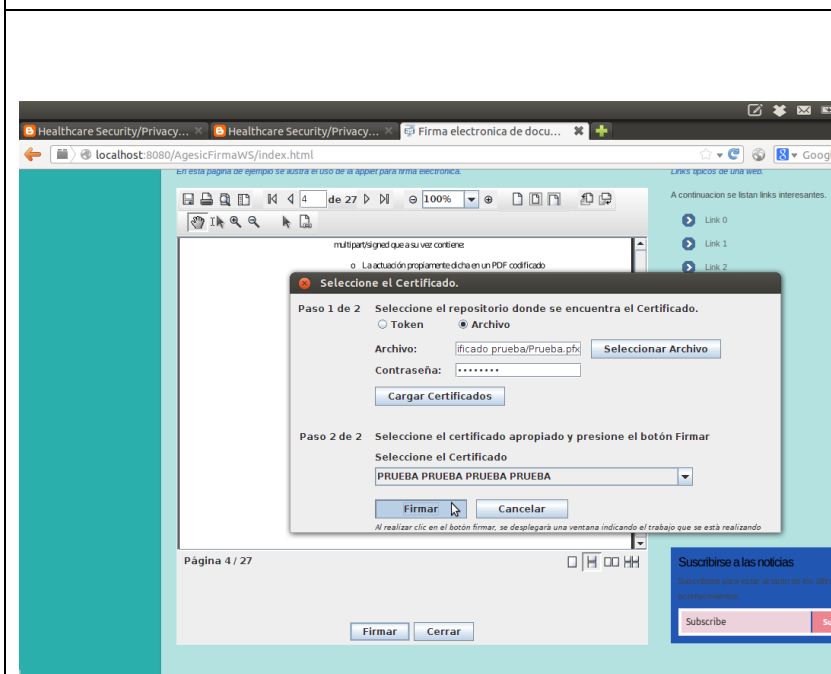 Healthcare Security/Privacy... Healthcare Security/Privacy... Firma electronica de docu...
localhost:8080/AgesicFirmaWS/index.html Goog
En esta pagina de ejemplo se ilustra el uso de la applet para firma electronica. Links tipicos de una web.
4 de 27 100%
A continuacion se listan links interesantes.
Link 0
Link 1
Link 2
multipart/signed que a su vez contiene:
o La actuación propiamente dicha en un PDF codificado
Seleccione el Certificado.
Paso 1 de 2 Seleccione el repositorio donde se encuentra el Certificado.
Token Archivo
Archivo: ificado prueba/Prueba.pfx Seleccionar Archivo
Contraseña: ••••••••
Cargar Certificados
Paso 2 de 2 Seleccione el certificado apropiado y presione el botón Firmar
Seleccione el Certificado
PRUEBA PRUEBA PRUEBA PRUEBA
Firmar Cancelar
Al realizar clic en el botón firmar, se desplegará una ventana indicando el trabajo que se está realizando
Página 4 / 27
Suscribirse a las noticias
Subscribe Su
Firmar Cerrar